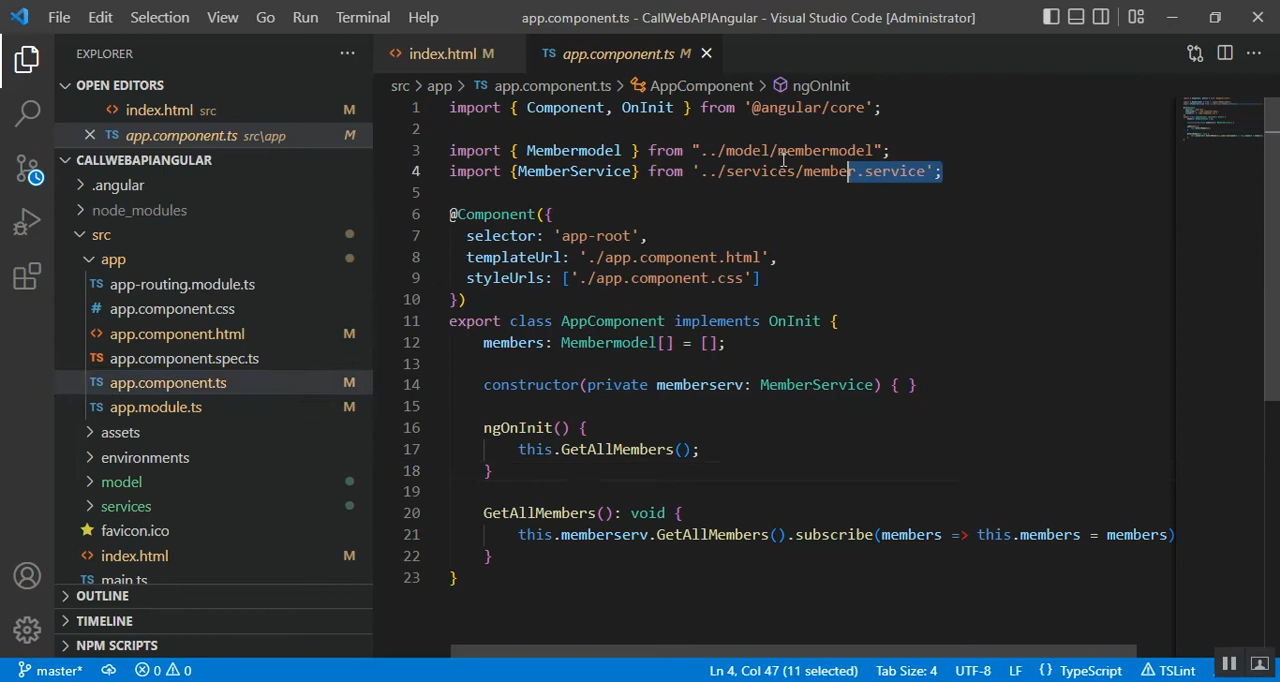 File Edit Selection View Go Run Terminal Help app.component.ts - CallWebAPIAngular - Visual Studio Code [Administrator]
EXPLORER ···
OPEN EDITORS
<> index.html src M
TS app.component.ts src\app M
CALLWEBAPIANGULAR
.angular
node_modules
src
app
TS app-routing.module.ts
# app.component.css
<> app.component.html M
TS app.component.spec.ts
TS app.component.ts M
TS app.module.ts M
assets
environments
model
services
favicon.ico
<> index.html M
TS main.ts
OUTLINE
TIMELINE
NPM SCRIPTS
<> index.html M TS app.component.ts M
src > app > TS app.component.ts > AppComponent > ngOnInit
1 import { Component, OnInit } from '@angular/core';
2
3 import { Membermodel } from "../model/membermodel";
4 import {MemberService} from '../services/member.service';
5
6 @Component({
7 selector: 'app-root',
8 templateUrl: './app.component.html',
9 styleUrls: ['./app.component.css']
10 })
11 export class AppComponent implements OnInit {
12 members: Membermodel[] = [];
13
14 constructor(private memberserv: MemberService) { }
15
16 ngOnInit() {
17 this.GetAllMembers();
18 }
19
20 GetAllMembers(): void {
21 this.memberserv.GetAllMembers().subscribe(members => this.members = members)
22 }
23 }
master* 0 0 Ln 4, Col 47 (11 selected) Tab Size: 4 UTF-8 LF {} TypeScript TSLint